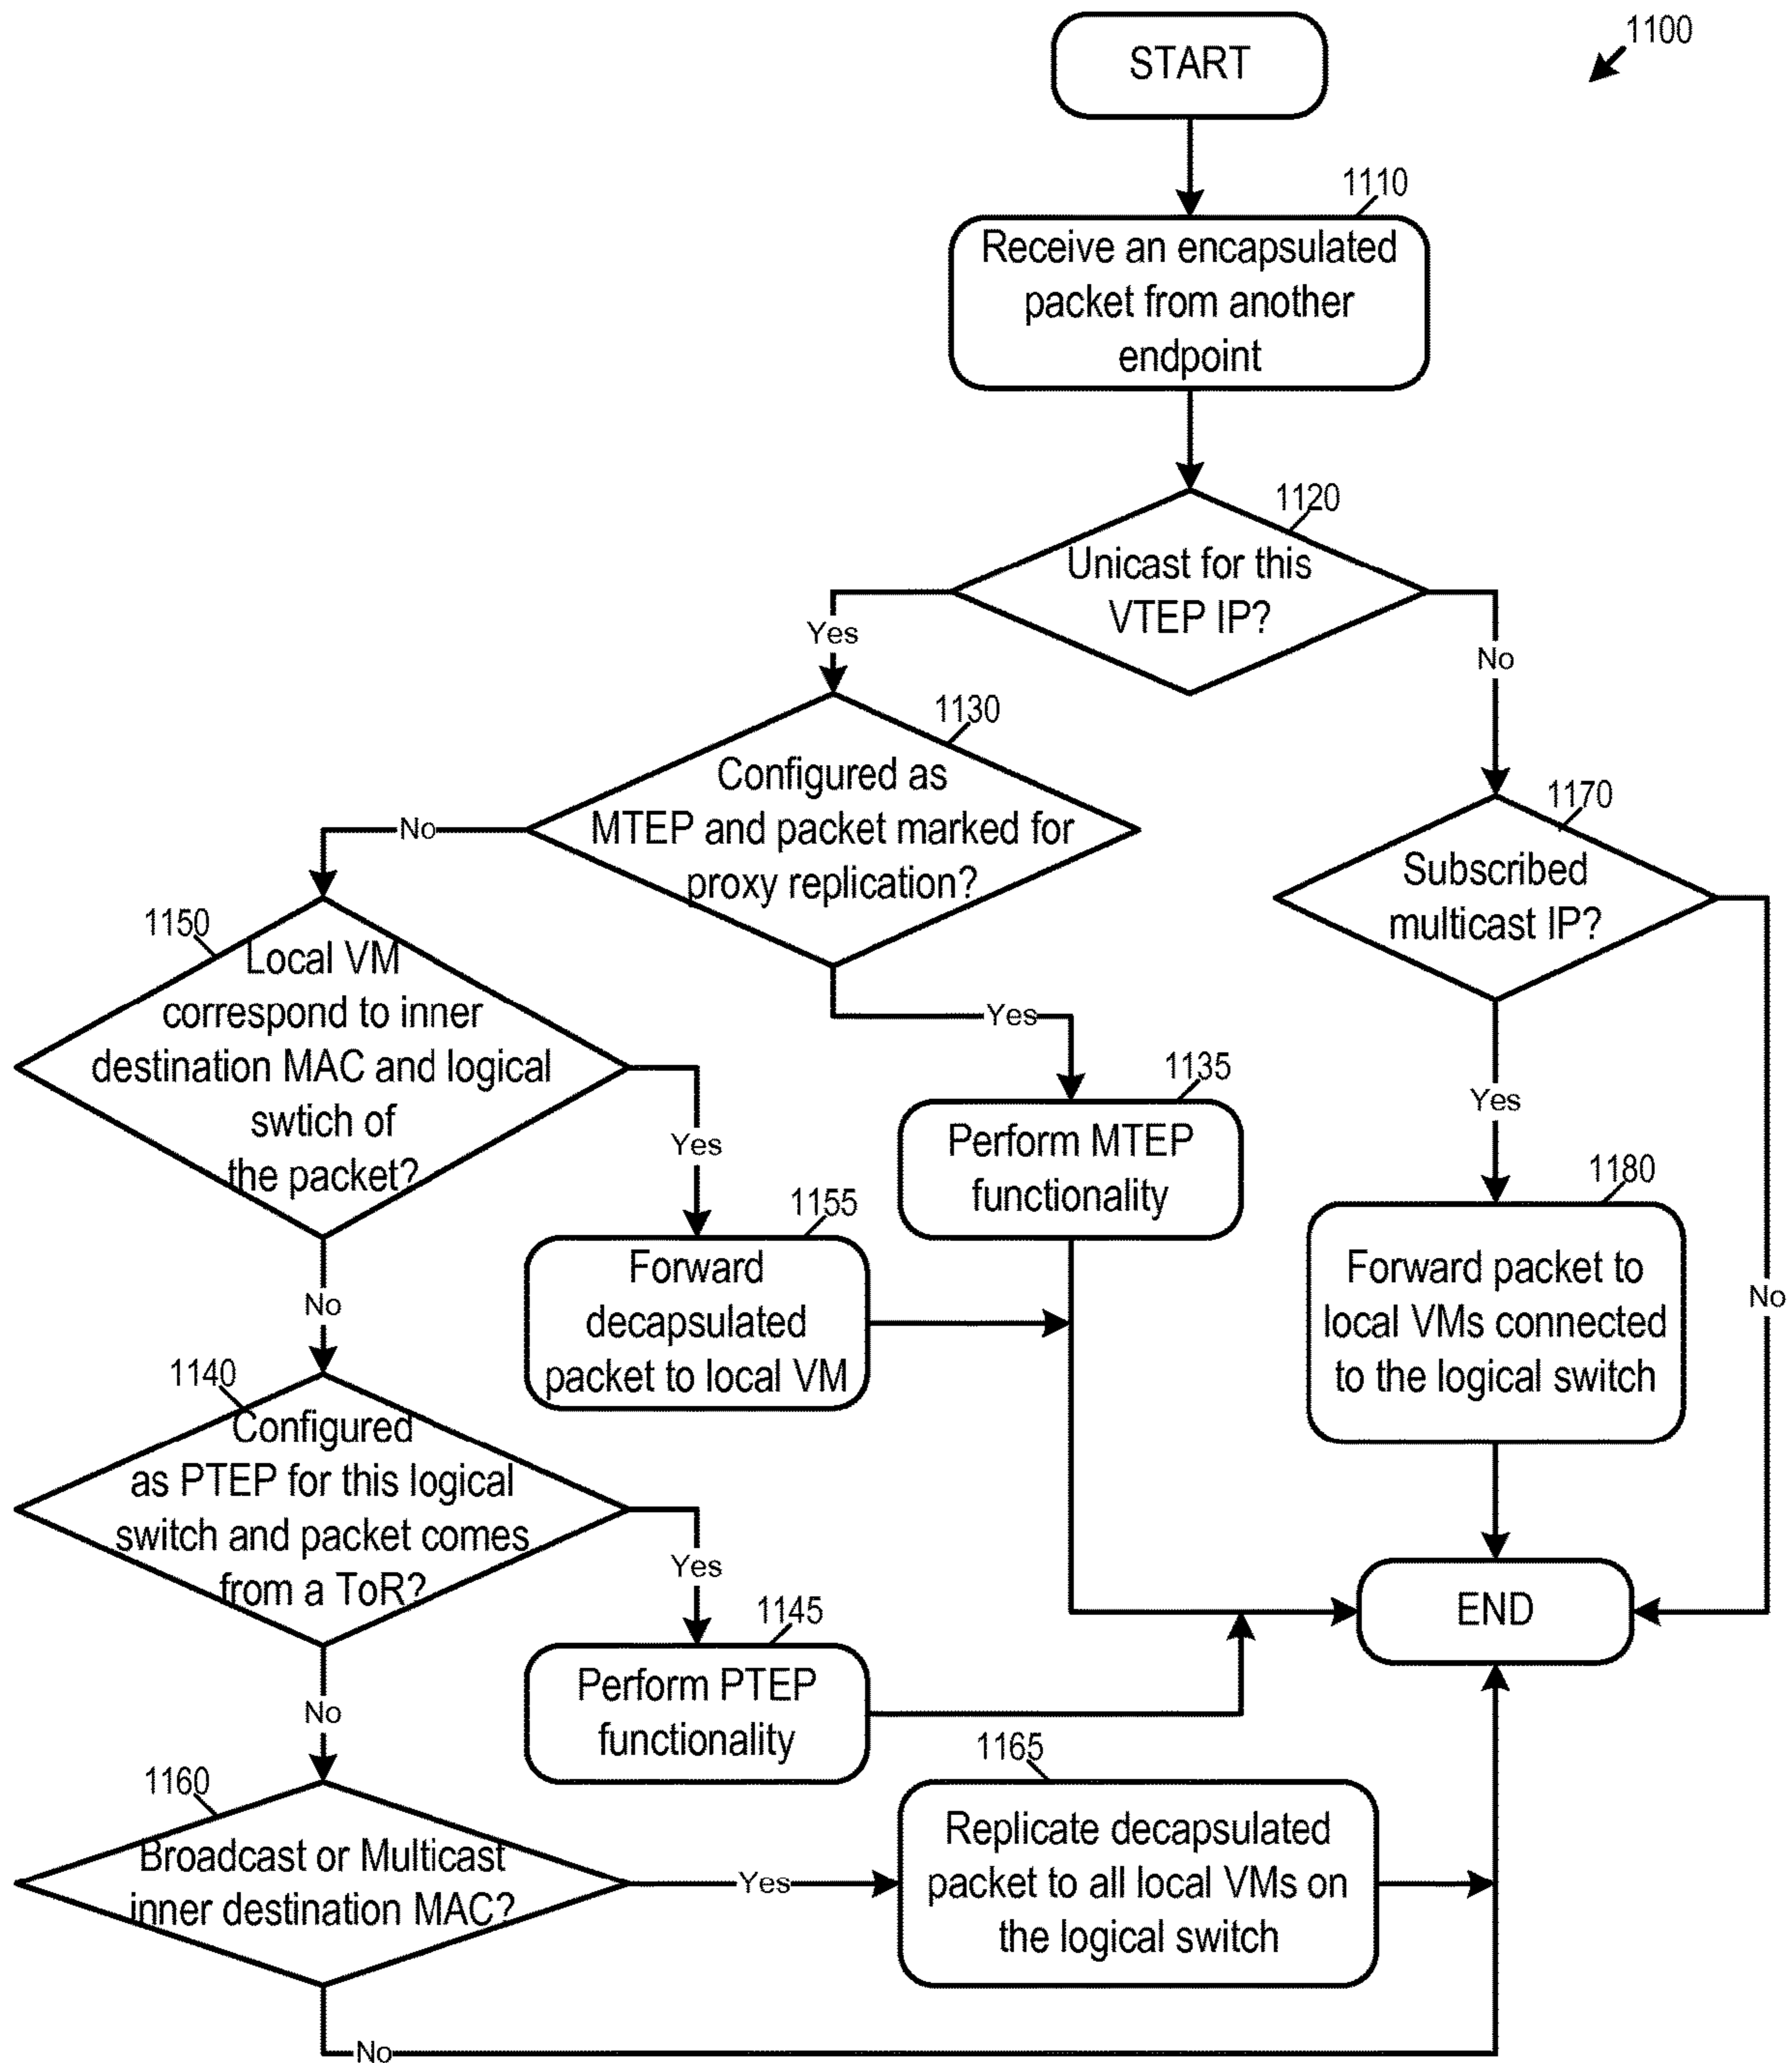 START
1100
1110
Receive an encapsulated
packet from another
endpoint
1120
Unicast for this
VTEP IP?
Yes
No
1130
Configured as
MTEP and packet marked for
proxy replication?
No
Yes
1170
Subscribed
multicast IP?
Yes
No
1150
Local VM
correspond to inner
destination MAC and logical
swtich of
the packet?
Yes
No
1135
Perform MTEP
functionality
1155
Forward
decapsulated
packet to local VM
1180
Forward packet to
local VMs connected
to the logical switch
1140
Configured
as PTEP for this logical
switch and packet comes
from a ToR?
Yes
No
1145
Perform PTEP
functionality
END
1160
Broadcast or Multicast
inner destination MAC?
Yes
No
1165
Replicate decapsulated
packet to all local VMs on
the logical switch